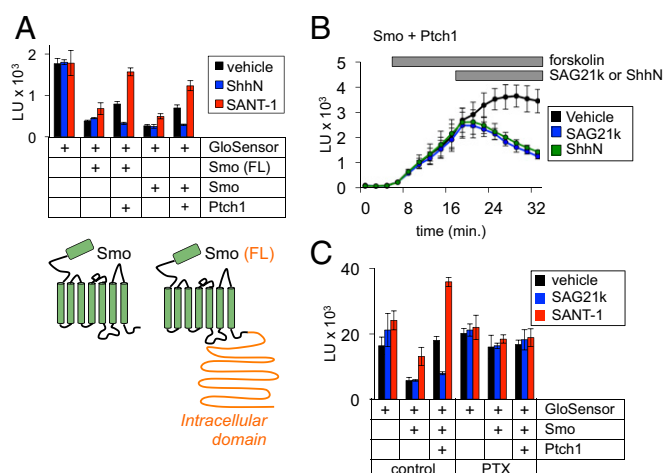 A
LU x 10³
2
1
0
vehicle
ShhN
SANT-1
+ + + + + GloSensor
+ + Smo (FL)
+ + Smo
+ + Ptch1
Smo
Smo (FL)
Intracellular
domain
B
Smo + Ptch1
forskolin
SAG21k or ShhN
LU x 10³
5
4
3
2
1
0
0 8 16 24 32
time (min.)
Vehicle
SAG21k
ShhN
C
LU x 10³
40
20
0
vehicle
SAG21k
SANT-1
+ + + + + + GloSensor
+ + + + Smo
+ + Ptch1
control PTX